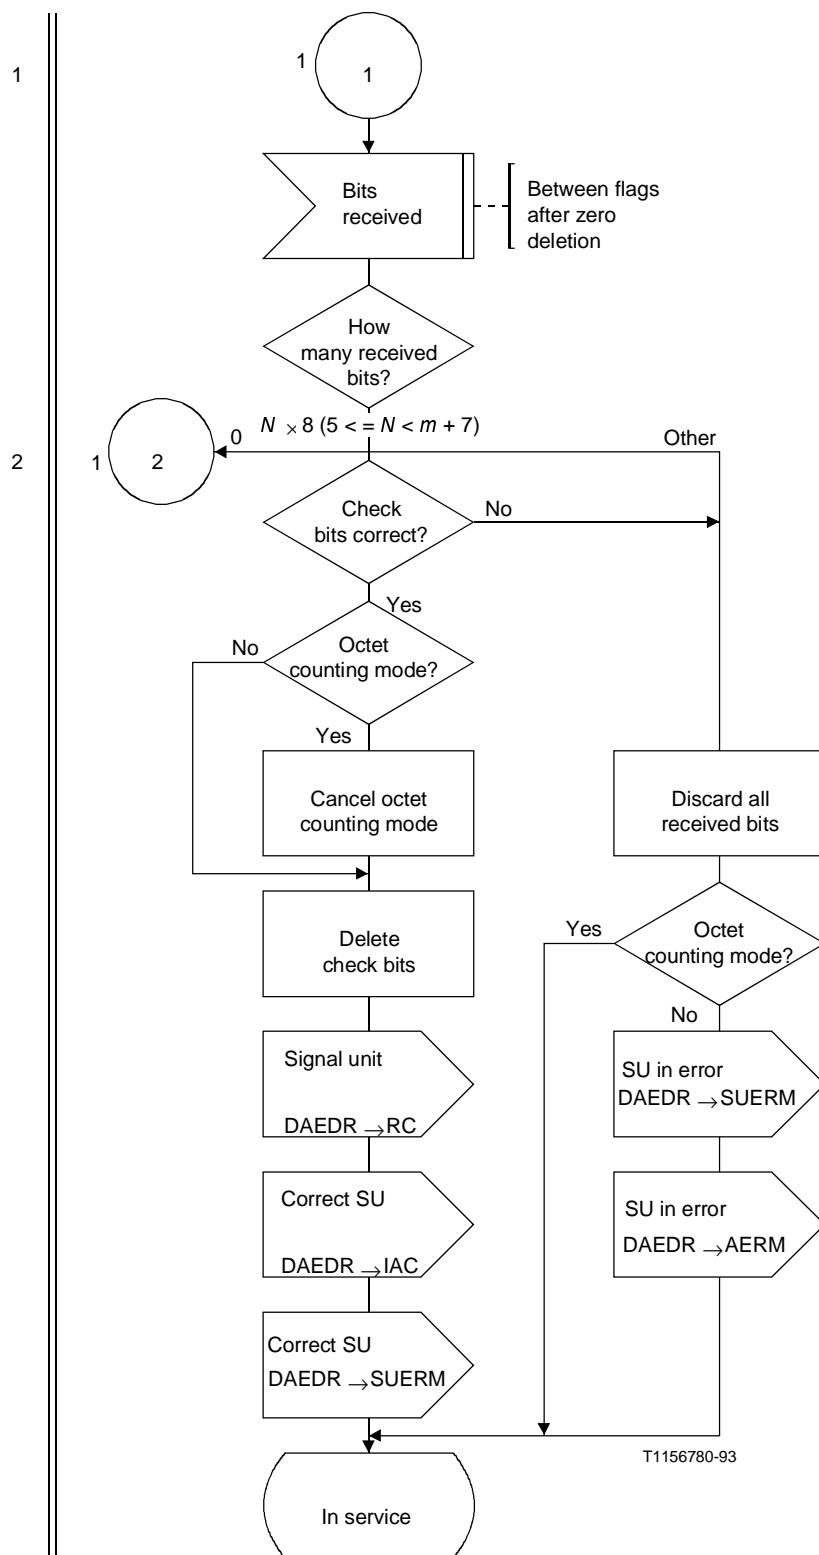 1
1
1
Bits
received
Between flags
after zero
deletion
How
many received
bits?
N × 8 (5 < = N < m + 7)
0
Other
2
1
2
Check
bits correct?
No
Yes
No
Octet
counting mode?
Yes
Cancel octet
counting mode
Discard all
received bits
Delete
check bits
Yes
Octet
counting mode?
No
Signal unit
DAEDR → RC
SU in error
DAEDR → SUERM
Correct SU
DAEDR → IAC
SU in error
DAEDR → AERM
Correct SU
DAEDR → SUERM
T1156780-93
In service